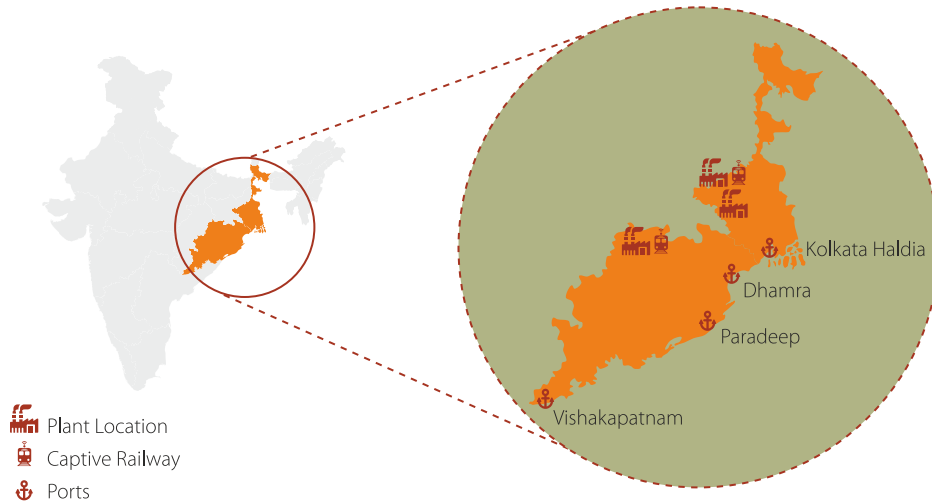 Kolkata Haldia
Dhamra
Paradeep
Vishakapatnam
Plant Location
Captive Railway
Ports